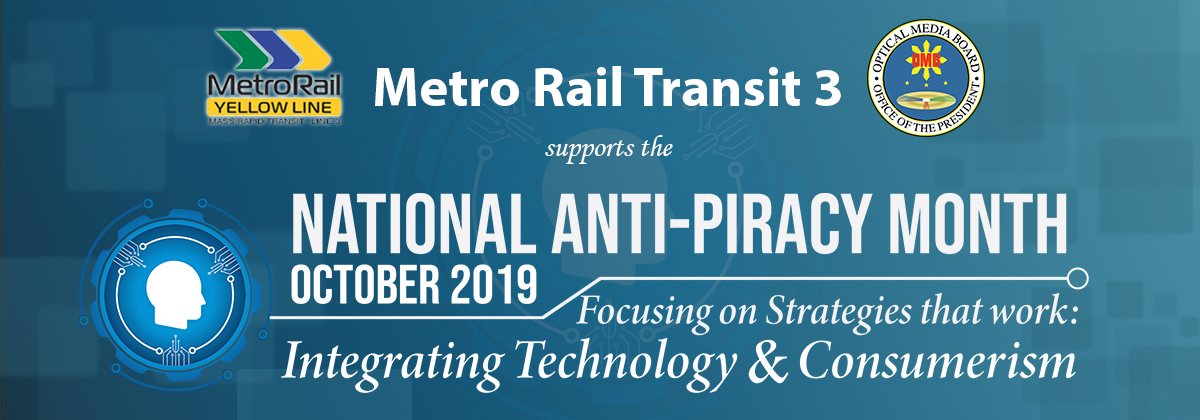 MetroRail
YELLOW LINE
MASS RAPID TRANSIT LINE 3
Metro Rail Transit 3
OPTICAL MEDIA BOARD
OMB
OFFICE OF THE PRESIDENT
supports the
NATIONAL ANTI-PIRACY MONTH
OCTOBER 2019
Focusing on Strategies that work:
Integrating Technology & Consumerism